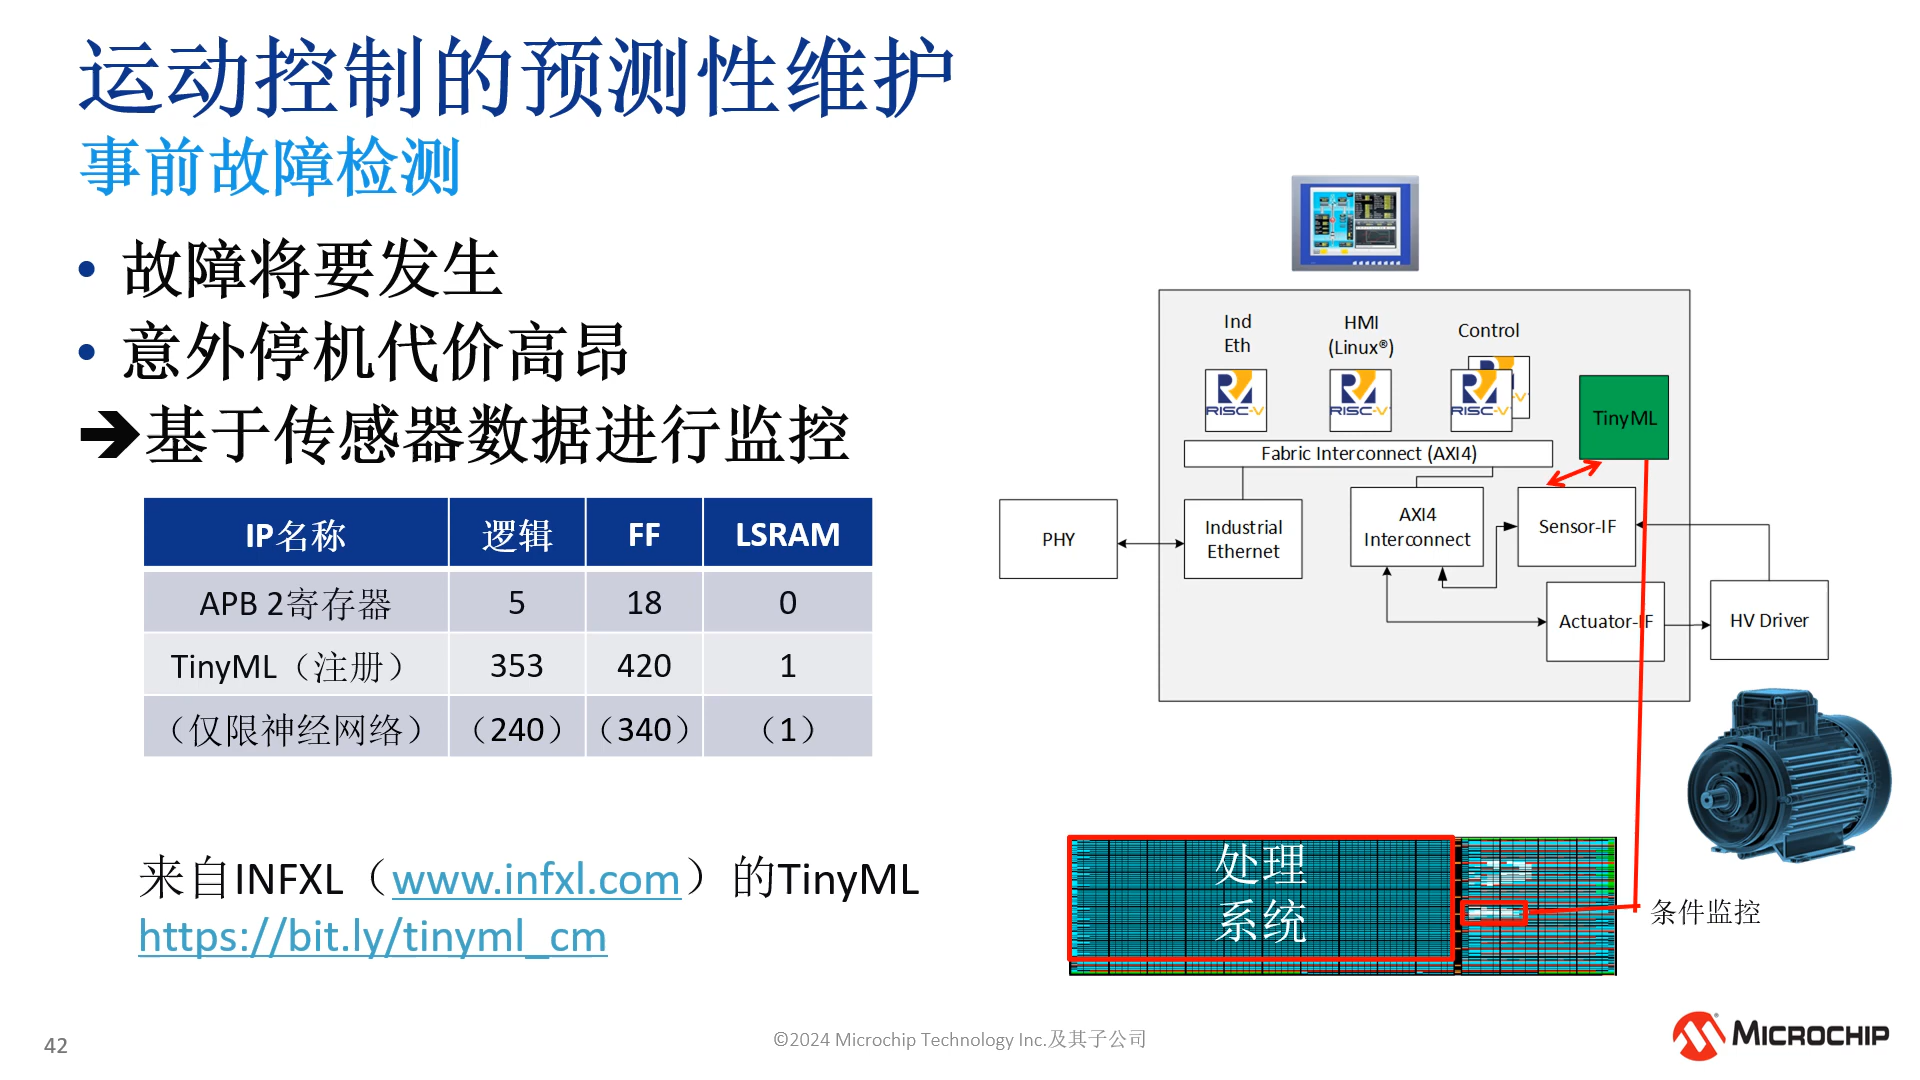 运动控制的预测性维护
事前故障检测
• 故障将要发生
• 意外停机代价高昂
➔基于传感器数据进行监控
IP名称 逻辑 FF LSRAM
APB 2寄存器 5 18 0
TinyML（注册） 353 420 1
（仅限神经网络） （240） （340） （1）
来自INFXL（www.infxl.com）的TinyML
https://bit.ly/tinyml_cm
Ind
Eth
HMI
(Linux®)
Control
RISC-V
RISC-V
RISC-V
TinyML
Fabric Interconnect (AXI4)
PHY
Industrial
Ethernet
AXI4
Interconnect
Sensor-IF
Actuator-IF
HV Driver
处理
系统
条件监控
42
©2024 Microchip Technology Inc.及其子公司
MICROCHIP